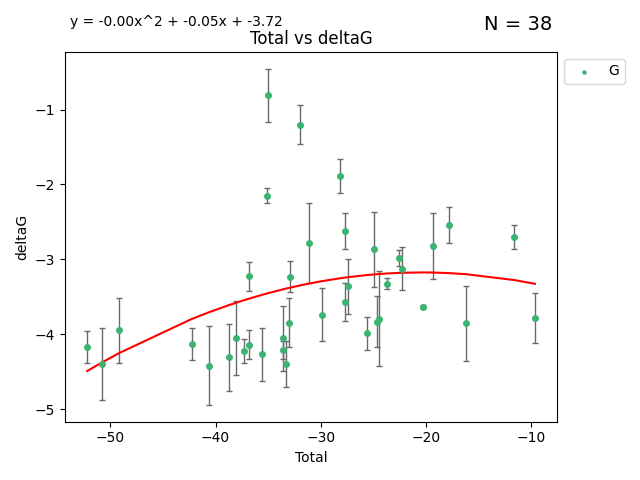 y = -0.00x^2 + -0.05x + -3.72
N = 38
Total vs deltaG
G
deltaG
−1
−2
−3
−4
−5
−50
−40
−30
−20
−10
Total